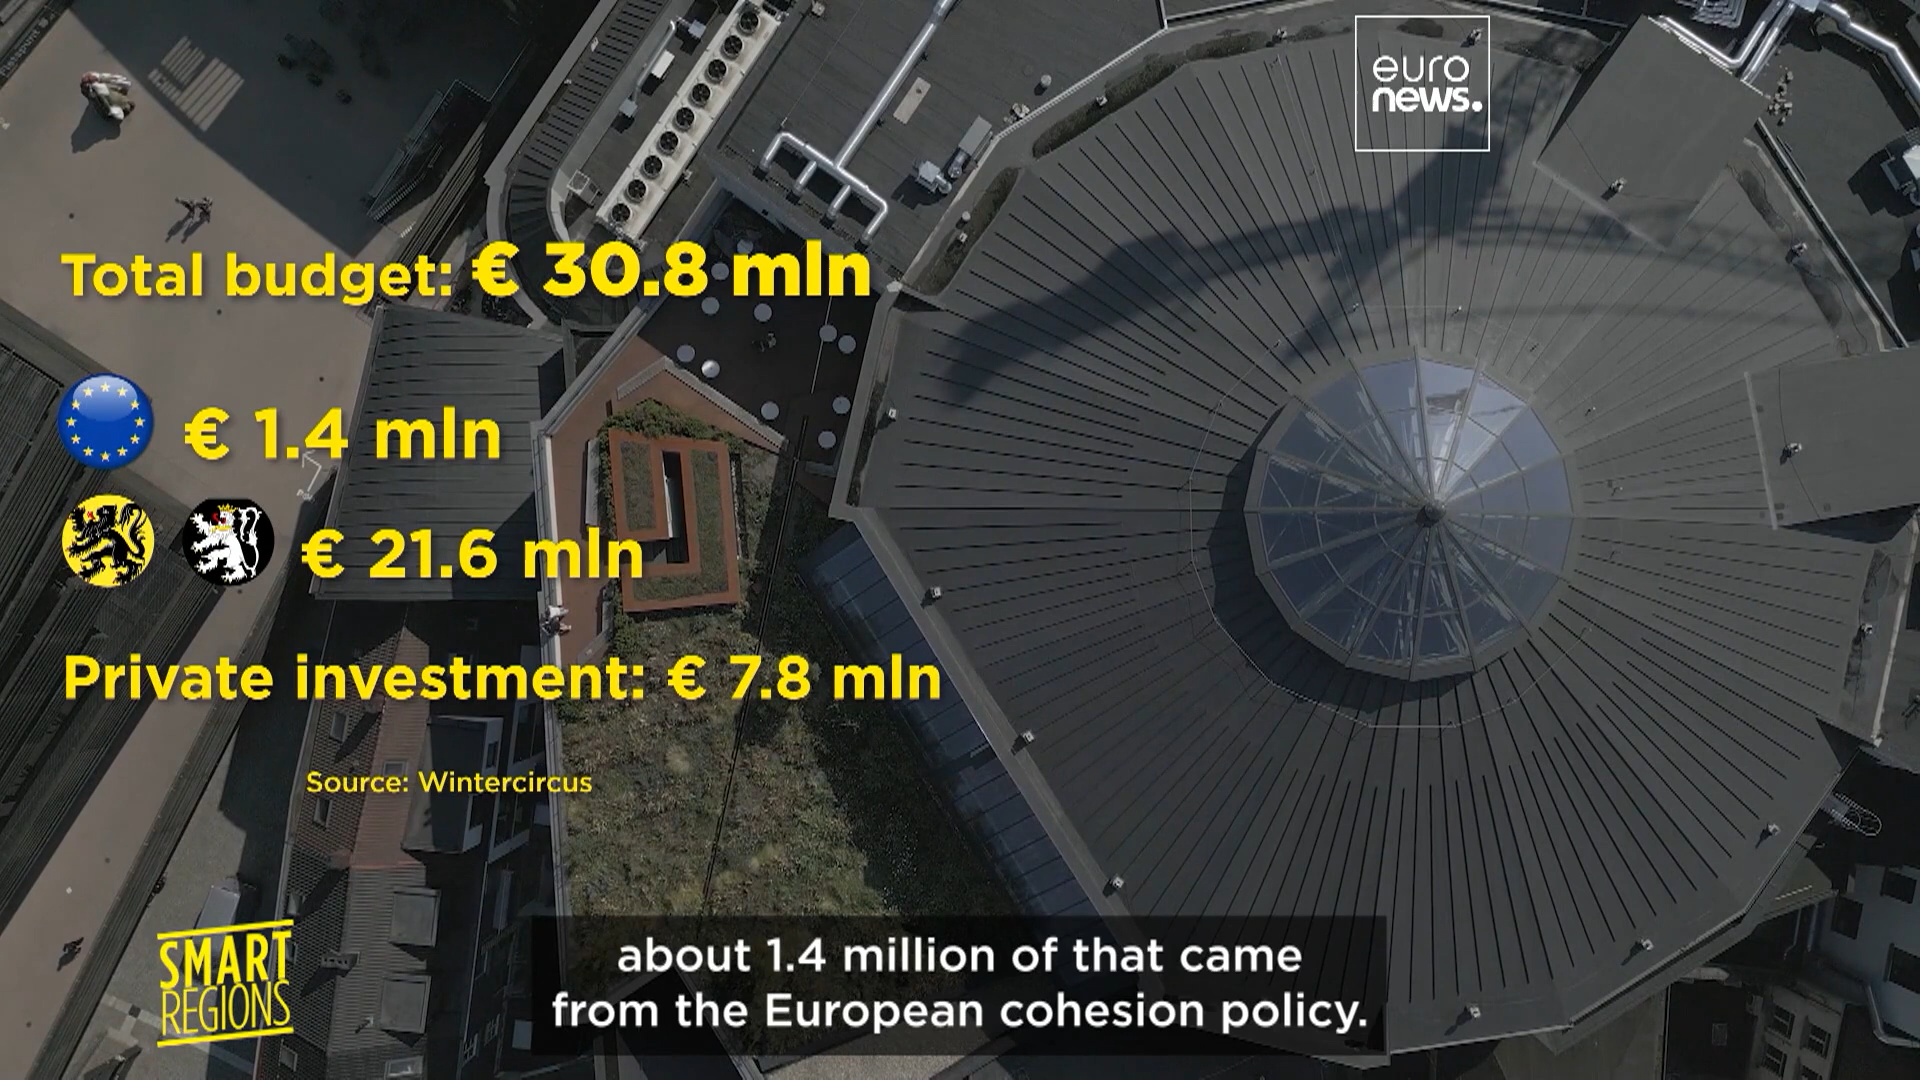 euro
news.
Total budget: € 30.8 mln
€ 1.4 mln
€ 21.6 mln
Private investment: € 7.8 mln
Source: Wintercircus
SMART
REGIONS
about 1.4 million of that came
from the European cohesion policy.